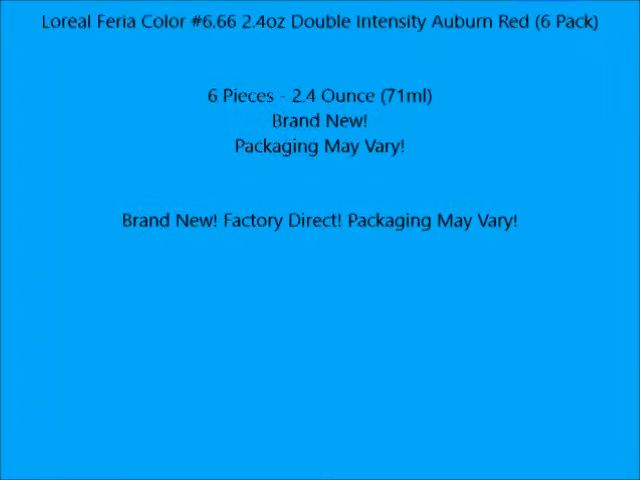 Loreal Feria Color #6.66 2.4oz Double Intensity Auburn Red (6 Pack)
6 Pieces - 2.4 Ounce (71ml)
Brand New!
Packaging May Vary!
Brand New! Factory Direct! Packaging May Vary!